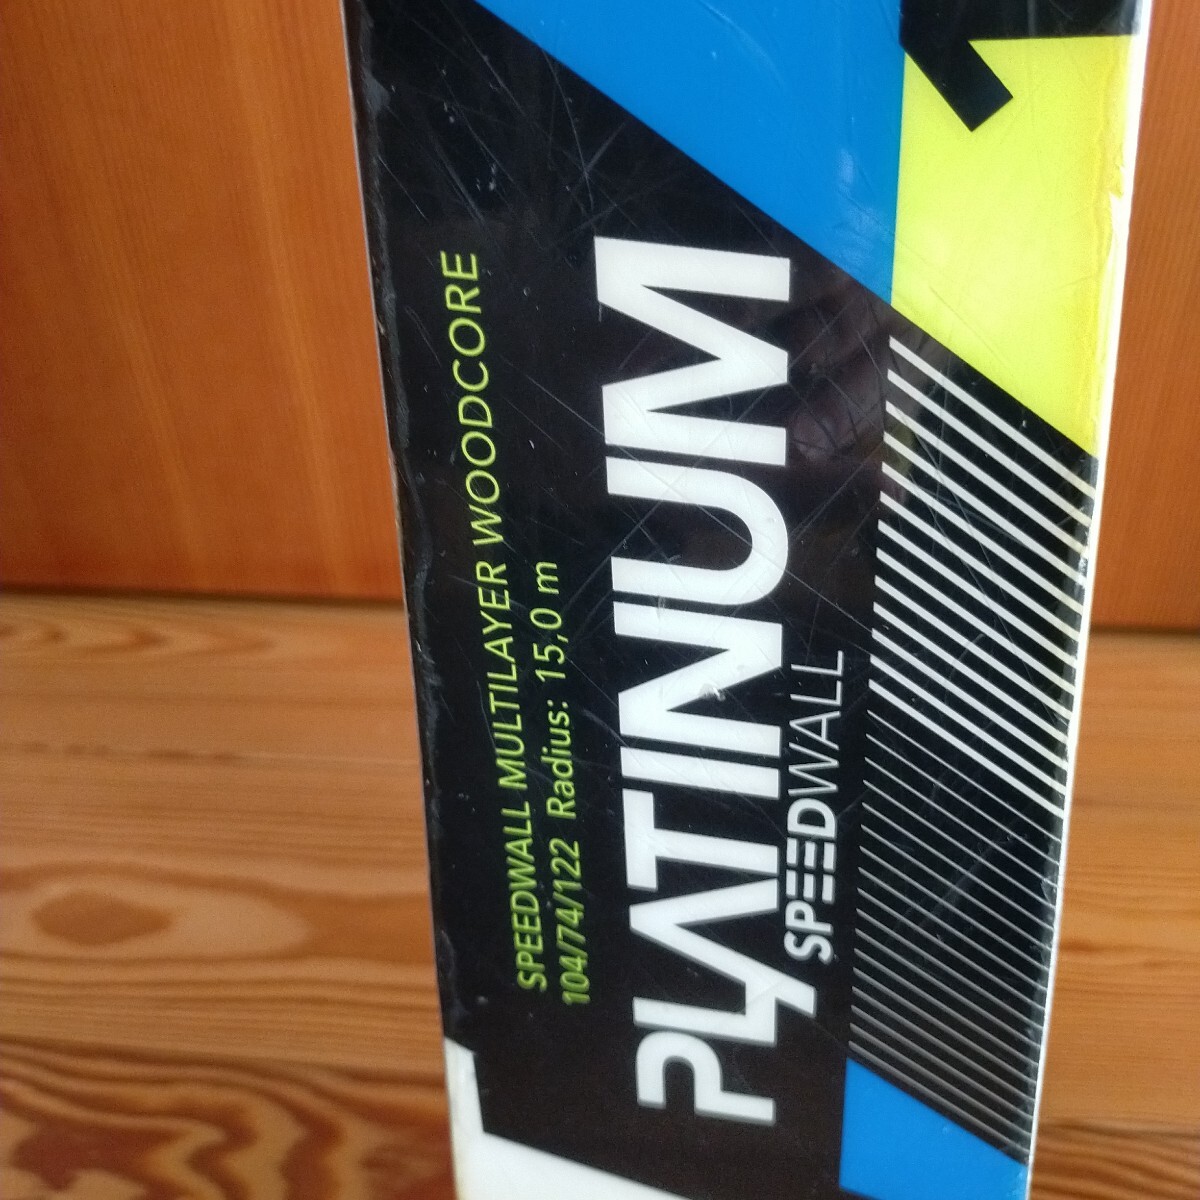 SPEEDWALL MULTILAYER WOODCORE
104/74/122 Radius: 15,0 m
PLATINUM
SPEEDWALL